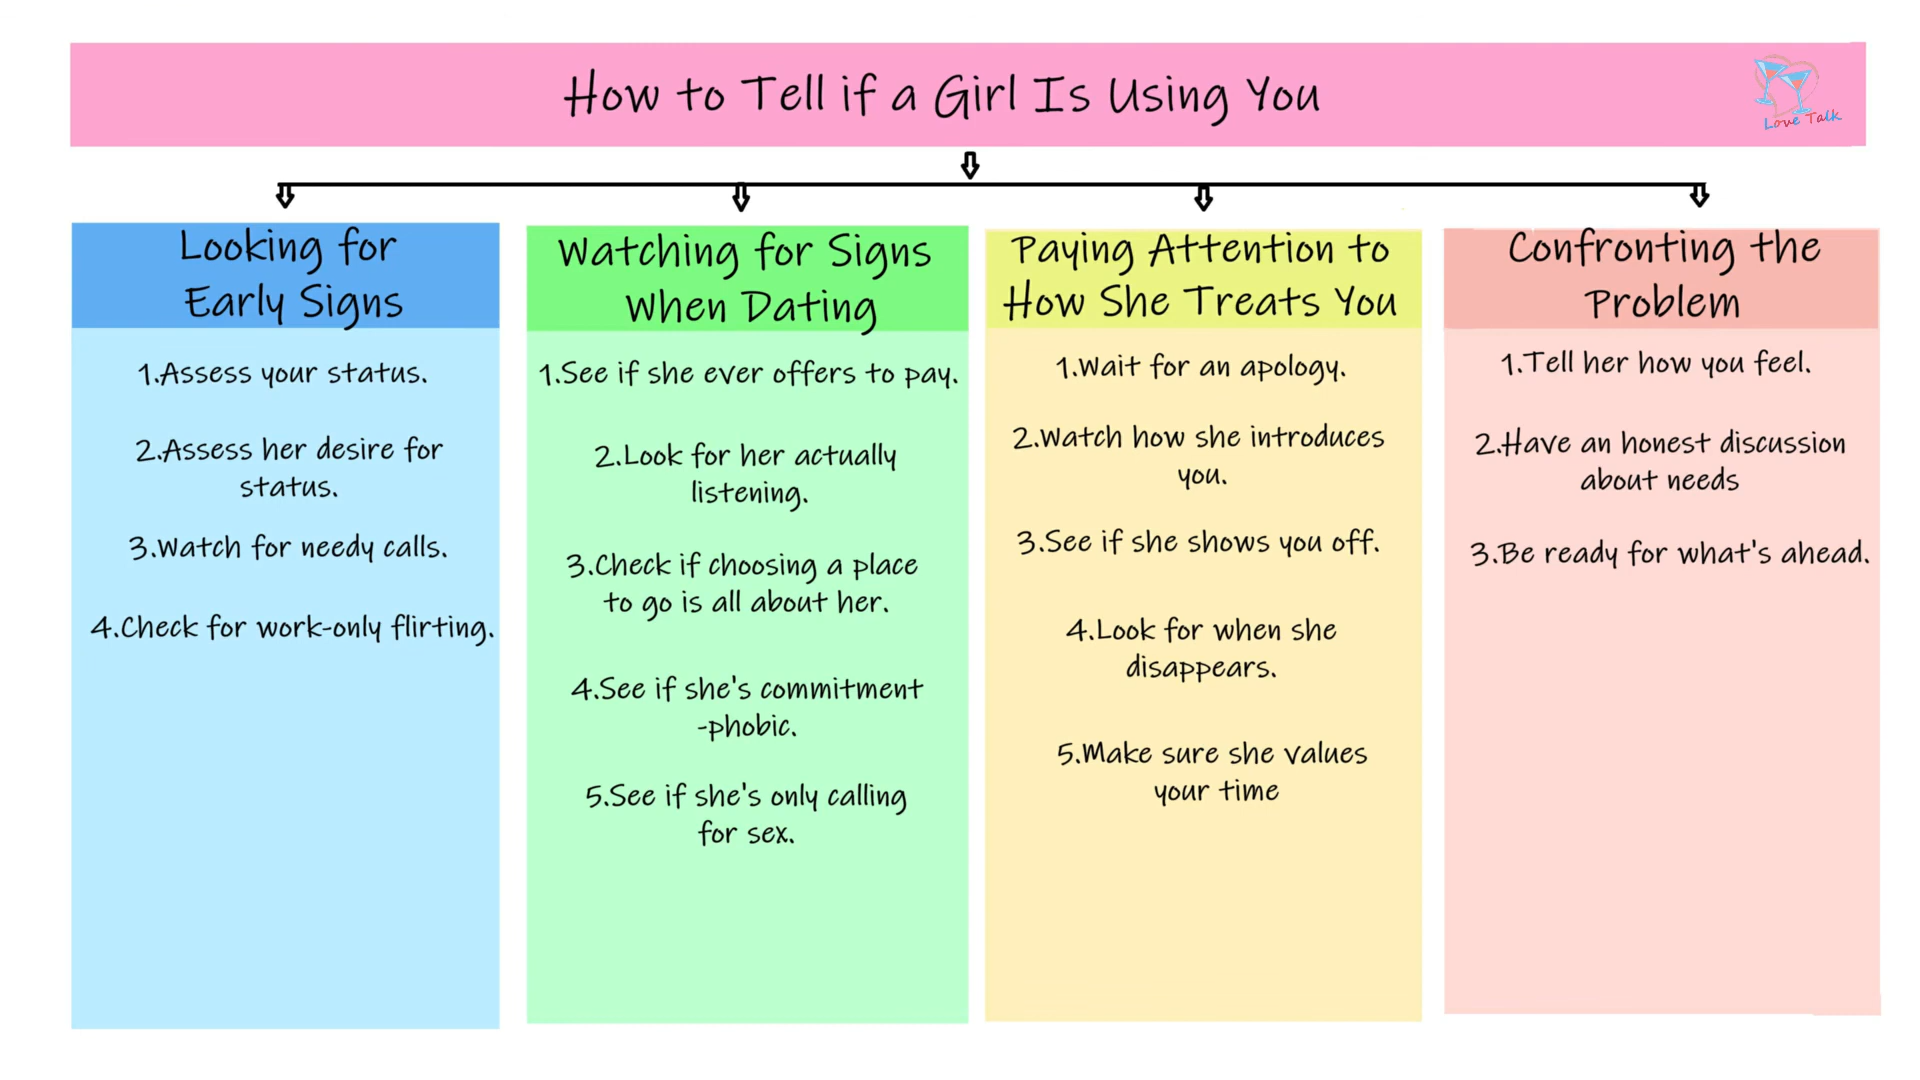 How to Tell if a Girl Is Using You
Love Talk
Looking for
Early Signs
1.Assess your status.
2.Assess her desire for
status.
3.Watch for needy calls.
4.Check for work-only flirting.
Watching for Signs
When Dating
1.See if she ever offers to pay.
2.Look for her actually
listening.
3.Check if choosing a place
to go is all about her.
4.See if she's commitment
-phobic.
5.See if she's only calling
for sex.
Paying Attention to
How She Treats You
1.Wait for an apology.
2.Watch how she introduces
you.
3.See if she shows you off.
4.Look for when she
disappears.
5.Make sure she values
your time
Confronting the
Problem
1.Tell her how you feel.
2.Have an honest discussion
about needs
3.Be ready for what's ahead.